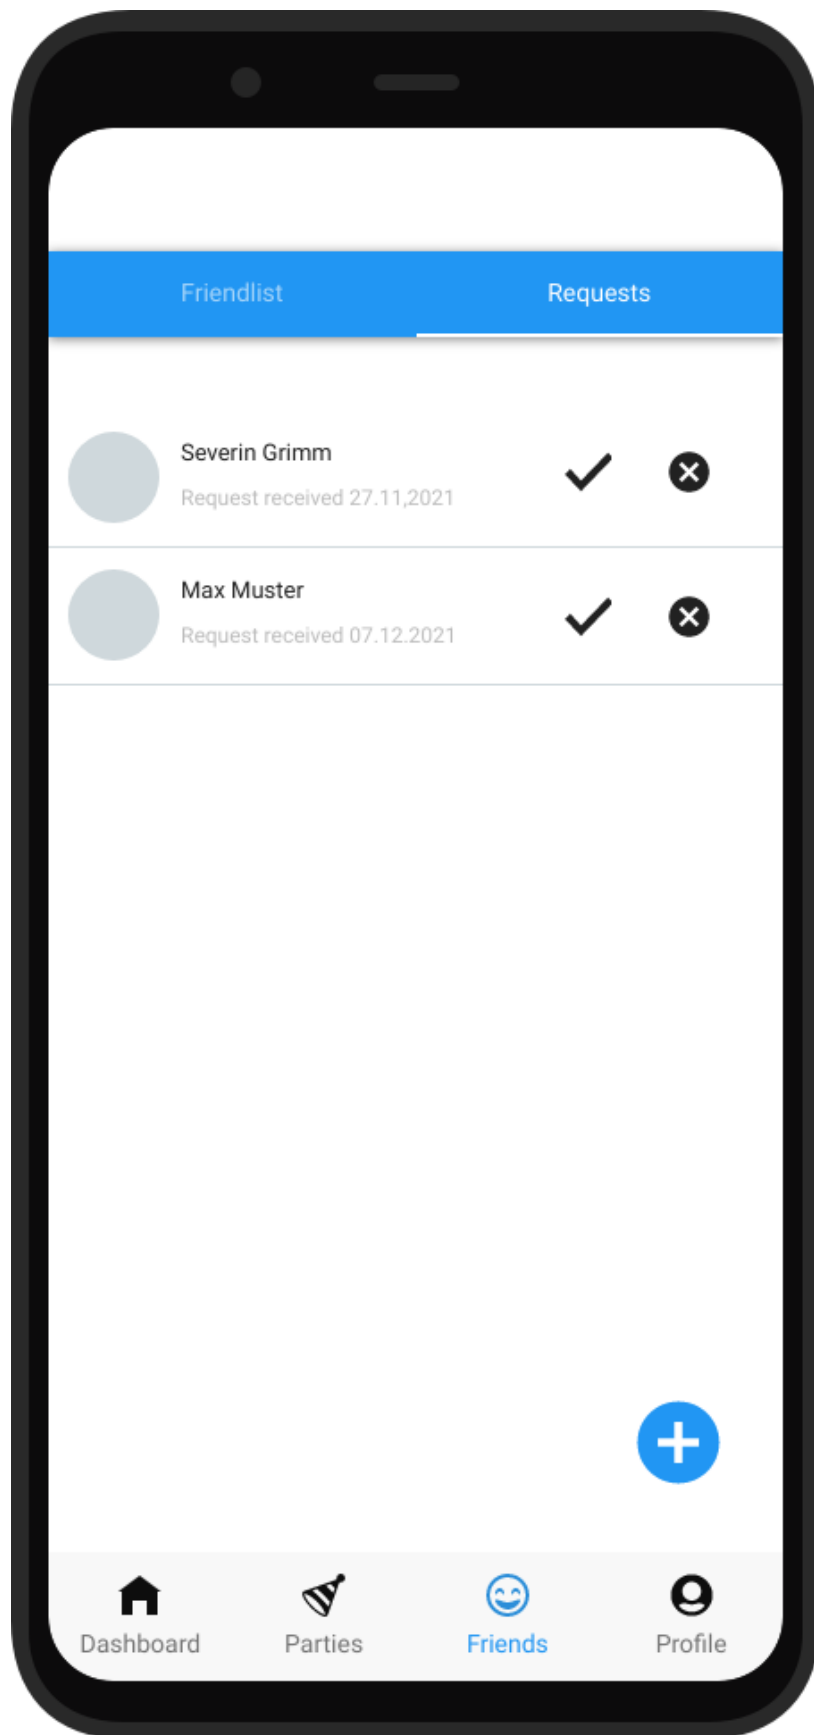 Friendlist Requests
Severin Grimm
Request received 27.11,2021
Max Muster
Request received 07.12.2021
Dashboard Parties Friends Profile